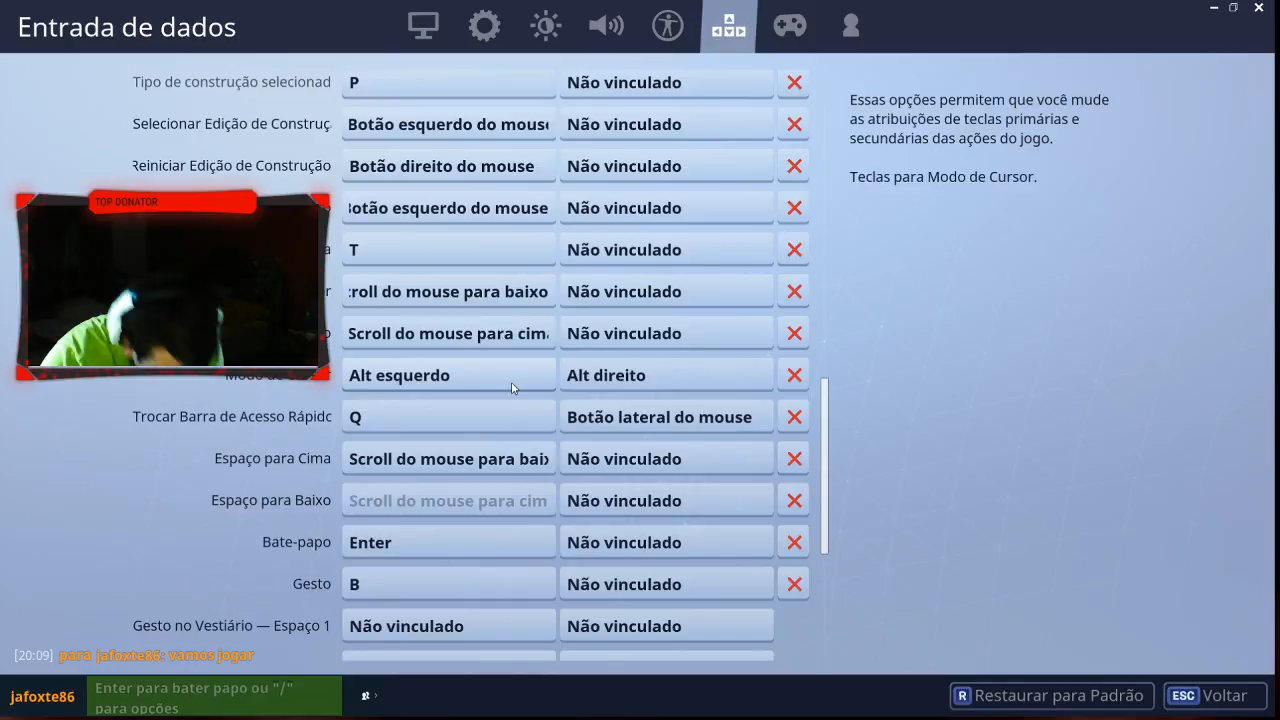 Entrada de dados
Tipo de construção selecionad P Não vinculado
Selecionar Edição de Construç Botão esquerdo do mouse Não vinculado
Reiniciar Edição de Construção Botão direito do mouse Não vinculado
TOP DONATOR
Botão esquerdo do mouse Não vinculado
T Não vinculado
croll do mouse para baixo Não vinculado
Scroll do mouse para cima Não vinculado
Alt esquerdo Alt direito
Trocar Barra de Acesso Rápido Q Botão lateral do mouse
Espaço para Cima Scroll do mouse para baix Não vinculado
Espaço para Baixo Scroll do mouse para cim Não vinculado
Bate-papo Enter Não vinculado
Gesto B Não vinculado
Gesto no Vestiário — Espaço 1 Não vinculado Não vinculado
Essas opções permitem que você mude
as atribuições de teclas primárias e
secundárias das ações do jogo.
Teclas para Modo de Cursor.
[20:09] para jafoxte86: vamos jogar
jafoxte86 Enter para bater papo ou "/"
para opções
R Restaurar para Padrão ESC Voltar